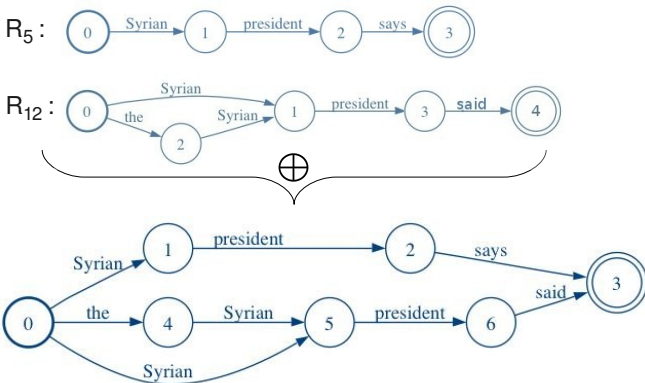 R5 : 0 Syrian 1 president 2 says 3
R12 : 0 Syrian 1 president 3 said 4
the 2 Syrian
⊕
0 Syrian 1 president 2 says 3
the 4 Syrian 5 president 6 said
Syrian